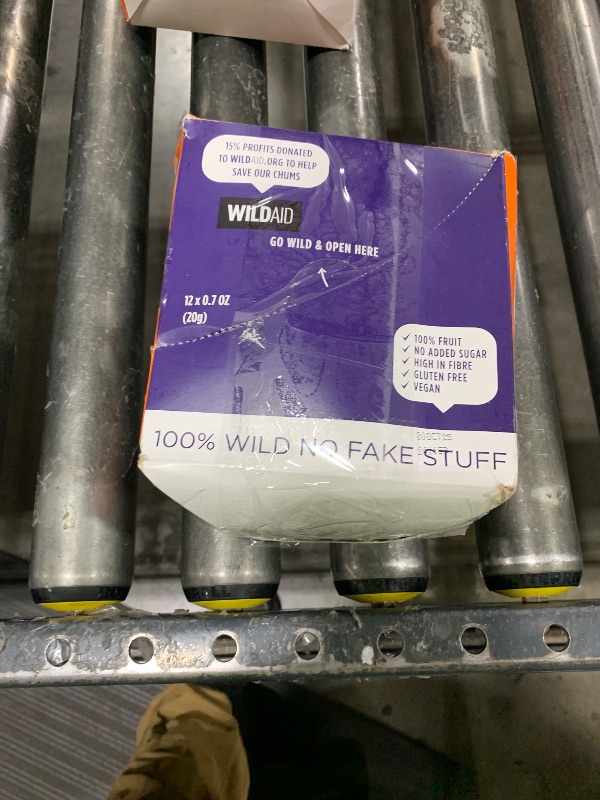 15% PROFITS DONATED
TO WILDAID.ORG TO HELP
SAVE OUR CHUMS
WILDAID
GO WILD & OPEN HERE
12 x 0.7 OZ
(20g)
✓ 100% FRUIT
✓ NO ADDED SUGAR
✓ HIGH IN FIBRE
✓ GLUTEN FREE
✓ VEGAN
100% WILD NO FAKE STUFF